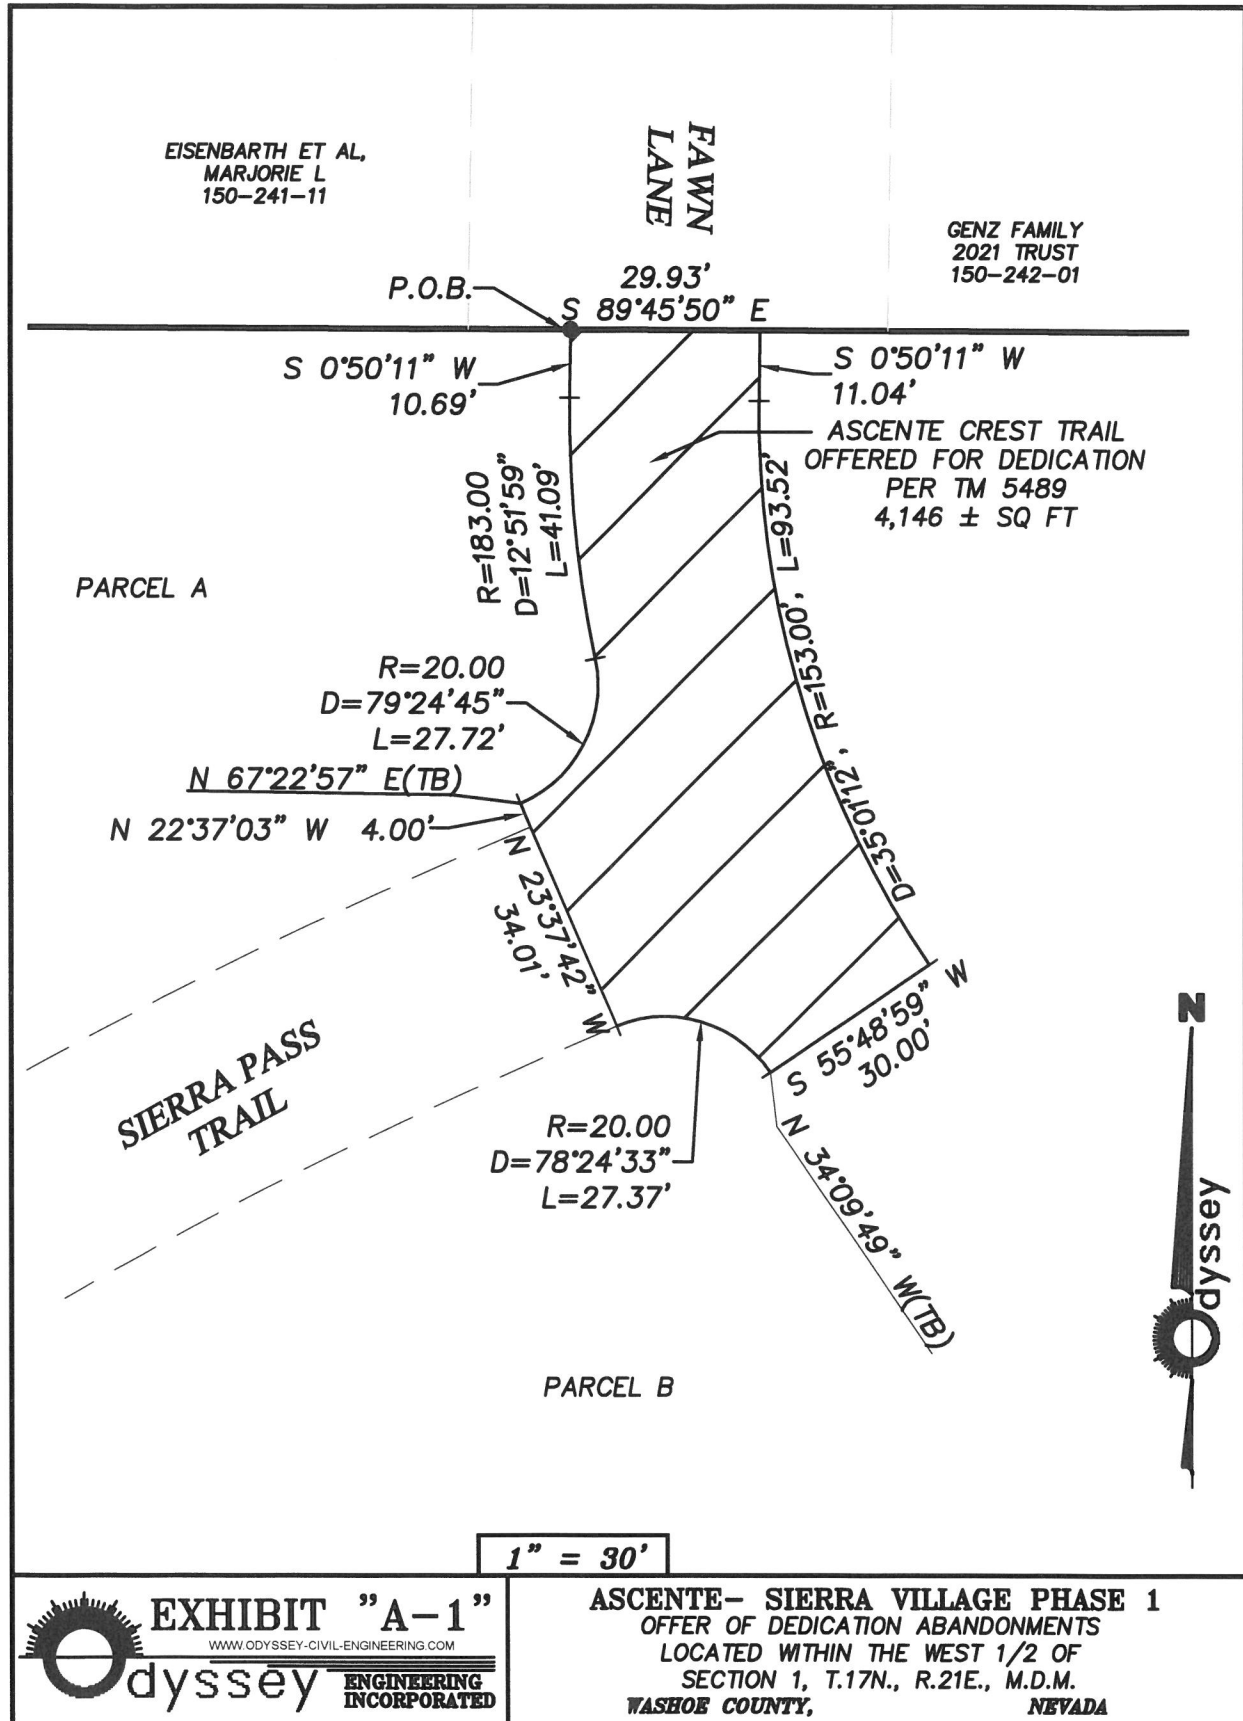 EISENBARTH ET AL,
MARJORIE L
150-241-11
FAWN
LANE
GENZ FAMILY
2021 TRUST
150-242-01
P.O.B.
29.93'
S 89°45'50" E
S 0°50'11" W
10.69'
S 0°50'11" W
11.04'
ASCENTE CREST TRAIL
OFFERED FOR DEDICATION
PER TM 5489
4,146 ± SQ FT
R=183.00
D=12°51'59"
L=41.09'
D=35°01'12", R=153.00', L=93.52'
PARCEL A
R=20.00
D=79°24'45"
L=27.72'
N 67°22'57" E(TB)
N 22°37'03" W 4.00'
N 23°37'42" W
34.01'
S 55°48'59" W
30.00'
SIERRA PASS
TRAIL
R=20.00
D=78°24'33"
L=27.37'
N 34°09'49" W(TB)
N
dyssey
PARCEL B
1" = 30'
EXHIBIT "A-1"
WWW.ODYSSEY-CIVIL-ENGINEERING.COM
dyssey ENGINEERING
INCORPORATED
ASCENTE- SIERRA VILLAGE PHASE 1
OFFER OF DEDICATION ABANDONMENTS
LOCATED WITHIN THE WEST 1/2 OF
SECTION 1, T.17N., R.21E., M.D.M.
WASHOE COUNTY, NEVADA